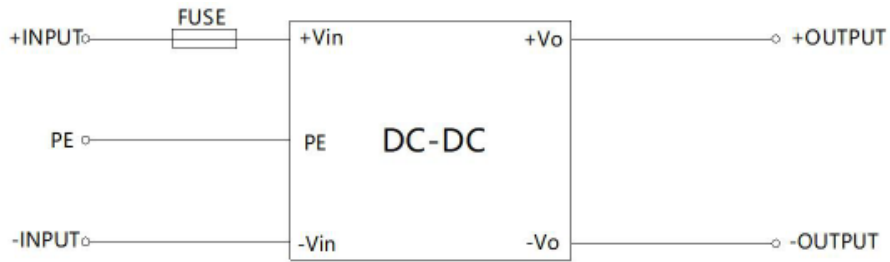 FUSE
+INPUT +Vin +Vo +OUTPUT
PE PE DC-DC
-INPUT -Vin -Vo -OUTPUT